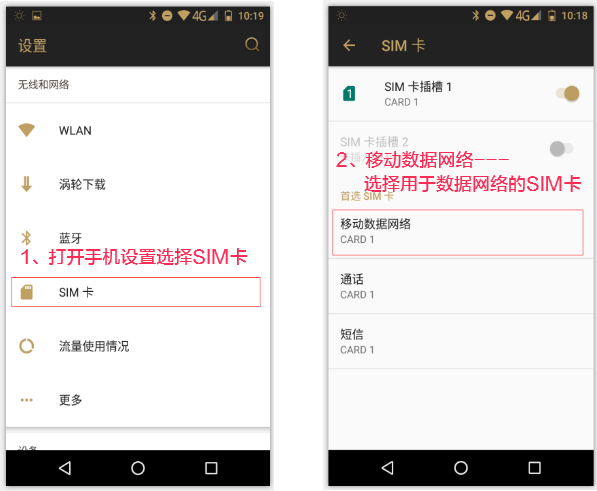 4G 10:19
设置
无线和网络
WLAN
涡轮下载
蓝牙
1、打开手机设置选择SIM卡
SIM 卡
流量使用情况
更多
4G 10:18
SIM 卡
1
SIM 卡插槽 1
CARD 1
SIM 卡插槽 2
2、移动数据网络---
选择用于数据网络的SIM卡
首选 SIM 卡
移动数据网络
CARD 1
通话
CARD 1
短信
CARD 1